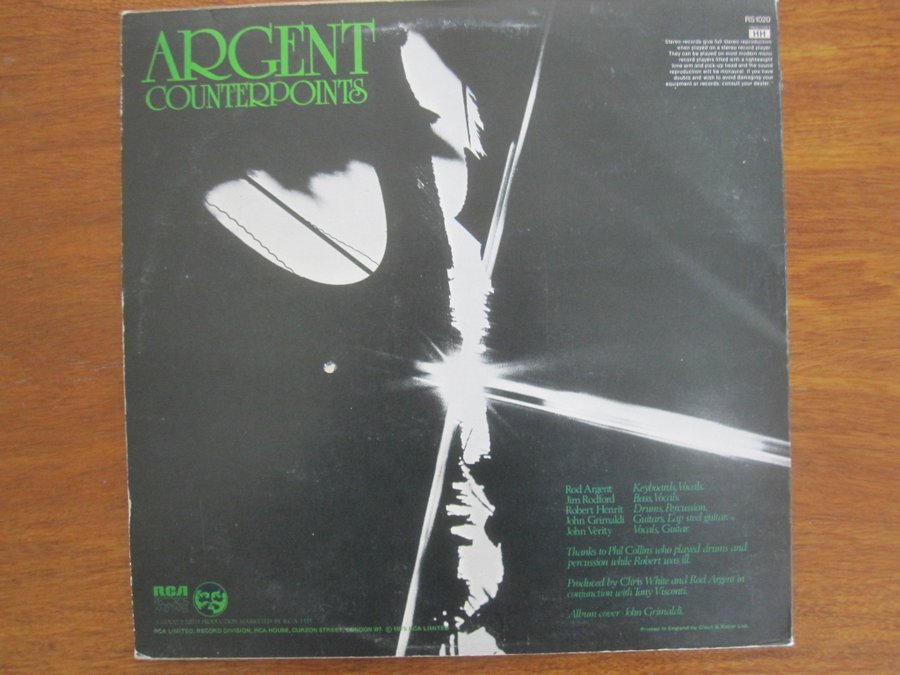 ARGENT
COUNTERPOINTS
RS 1020
HH
Stereo records give full stereo reproduction
when played on a stereo record player.
They can be played on most modern mono
record players fitted with a lightweight
tone arm and pick-up head and the sound
reproduction will be monaural. If you have
doubts and wish to avoid damaging your
equipment or records, consult your dealer.
Rod Argent Keyboards, Vocals.
Jim Rodford Bass, Vocals.
Robert Henrit Drums, Percussion.
John Grimaldi Guitars, Lap steel guitar.
John Verity Vocals, Guitar.
Thanks to Phil Collins who played drums and
percussion while Robert was ill.
Produced by Chris White and Rod Argent in
conjunction with Tony Visconti.
Album cover John Grimaldi.
RCA
RCA LIMITED, RECORD DIVISION, RCA HOUSE, CURZON STREET, LONDON W1. RCA LIMITED
Printed in England by